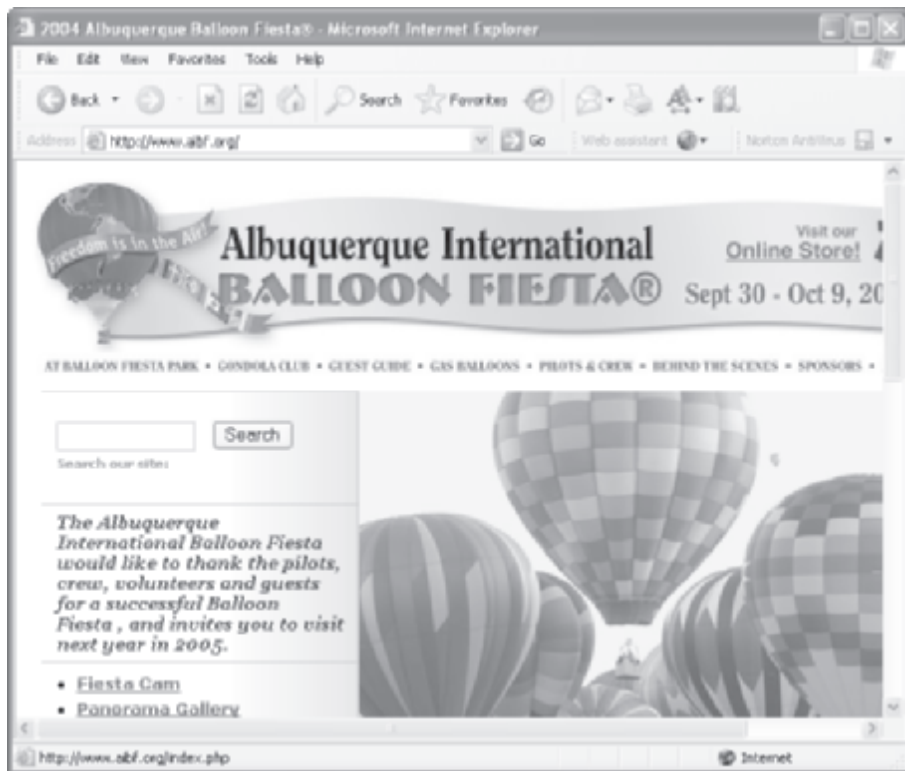 2004 Albuquerque Balloon Fiesta® - Microsoft Internet Explorer
File Edit View Favorites Tools Help
Back Search Favorites
Address http://www.aibf.org/ Go Web assistant Norton AntiVirus
Freedom is in the Air!
Albuquerque International
BALLOON FIESTA®
Visit our
Online Store!
Sept 30 - Oct 9, 20
AT BALLOON FIESTA PARK • GONDOLA CLUB • GUEST GUIDE • GAS BALLOONS • PILOTS & CREW • BEHIND THE SCENES • SPONSORS •
Search
Search our site:
The Albuquerque
International Balloon Fiesta
would like to thank the pilots,
crew, volunteers and guests
for a successful Balloon
Fiesta , and invites you to visit
next year in 2005.
• Fiesta Cam
• Panorama Gallery
http://www.aibf.org/index.php Internet